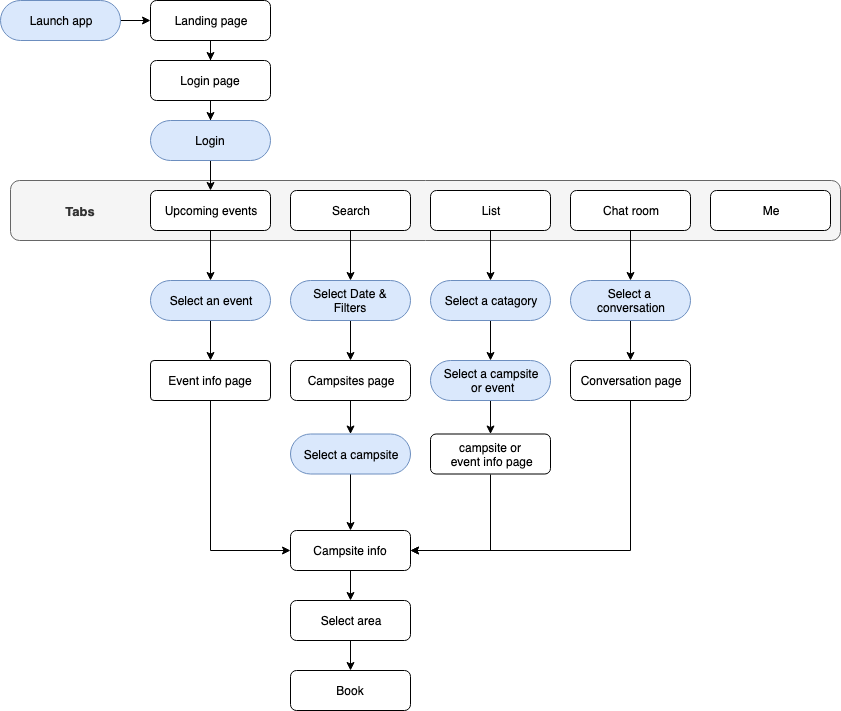 Launch app
Landing page
Login page
Login
Tabs
Upcoming events
Search
List
Chat room
Me
Select an event
Select Date &
Filters
Select a catagory
Select a
conversation
Event info page
Campsites page
Select a campsite
or event
Conversation page
Select a campsite
campsite or
event info page
Campsite info
Select area
Book